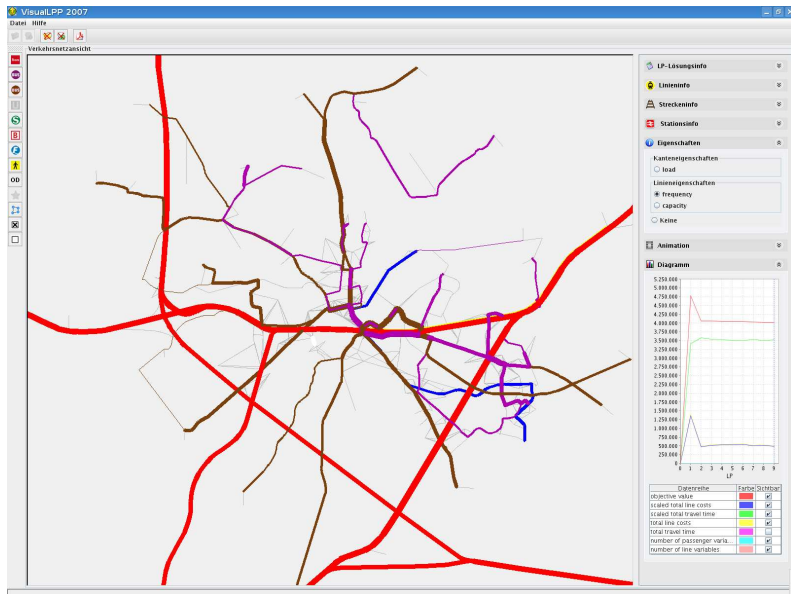 VisualLPP 2007
Datei Hilfe
Verkehrsnetzansicht
OD
LP-Lösungsinfo
Linieninfo
Streckeninfo
Stationsinfo
Eigenschaften
Kanteneigenschaften
load
Linieneigenschaften
frequency
capacity
Keine
Animation
Diagramm
5.250.000
5.000.000
4.750.000
4.500.000
4.250.000
4.000.000
3.750.000
3.500.000
3.250.000
3.000.000
2.750.000
2.500.000
2.250.000
2.000.000
1.750.000
1.500.000
1.250.000
1.000.000
750.000
500.000
250.000
0
0 1 2 3 4 5 6 7 8 9
LP
Datenreihe Farbe Sichtbar
objective value
scaled total line costs
scaled total travel time
total line costs
total travel time
number of passenger varia...
number of line variables